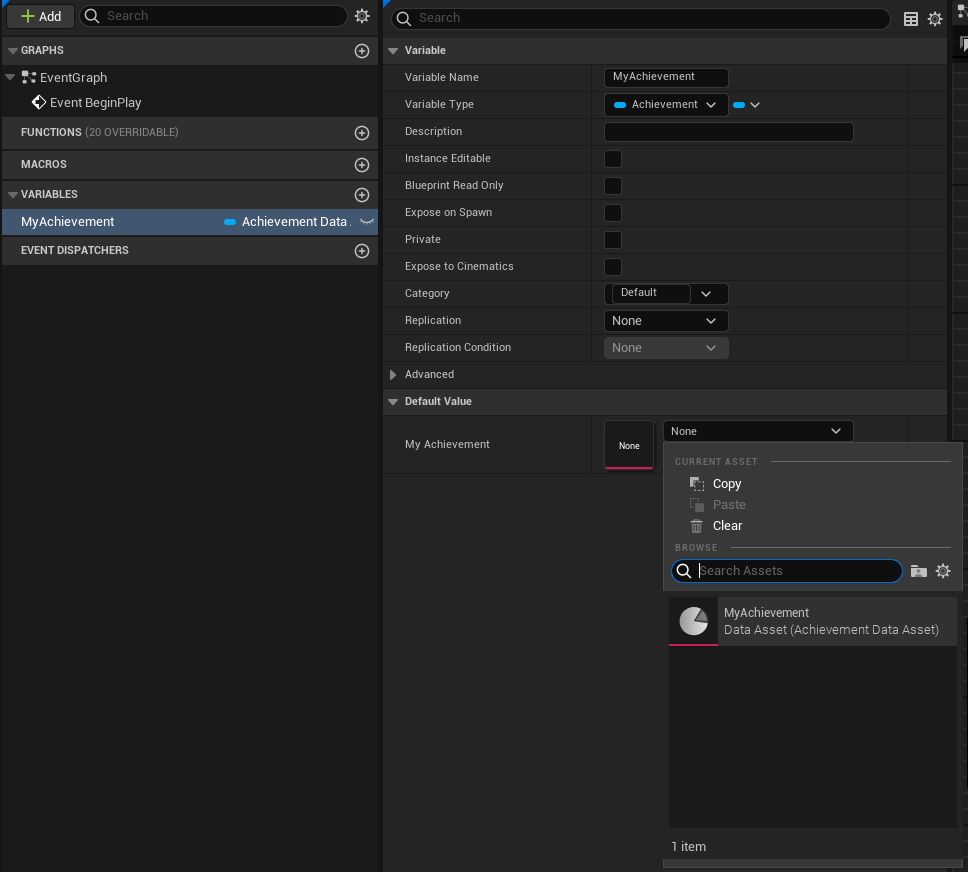 Add
Search
GRAPHS
EventGraph
Event BeginPlay
FUNCTIONS (20 OVERRIDABLE)
MACROS
VARIABLES
MyAchievement Achievement Data.
EVENT DISPATCHERS
Search
Variable
Variable Name MyAchievement
Variable Type Achievement
Description
Instance Editable
Blueprint Read Only
Expose on Spawn
Private
Expose to Cinematics
Category Default
Replication None
Replication Condition None
Advanced
Default Value
My Achievement None None
CURRENT ASSET
Copy
Paste
Clear
BROWSE
Search Assets
MyAchievement
Data Asset (Achievement Data Asset)
1 item